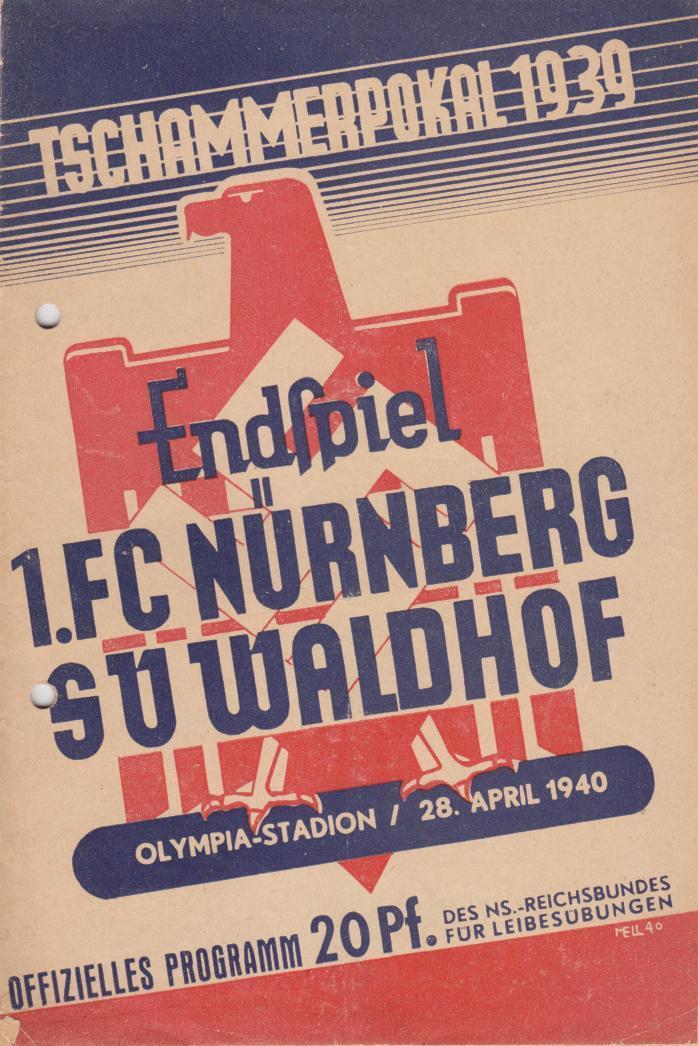 TSCHAMMERPOKAL 1939
Endſpiel
1.FC NÜRNBERG
SV WALDHOF
OLYMPIA-STADION / 28. APRIL 1940
OFFIZIELLES PROGRAMM 20 Pf. DES NS.-REICHSBUNDES
FÜR LEIBESÜBUNGEN
MELL 40